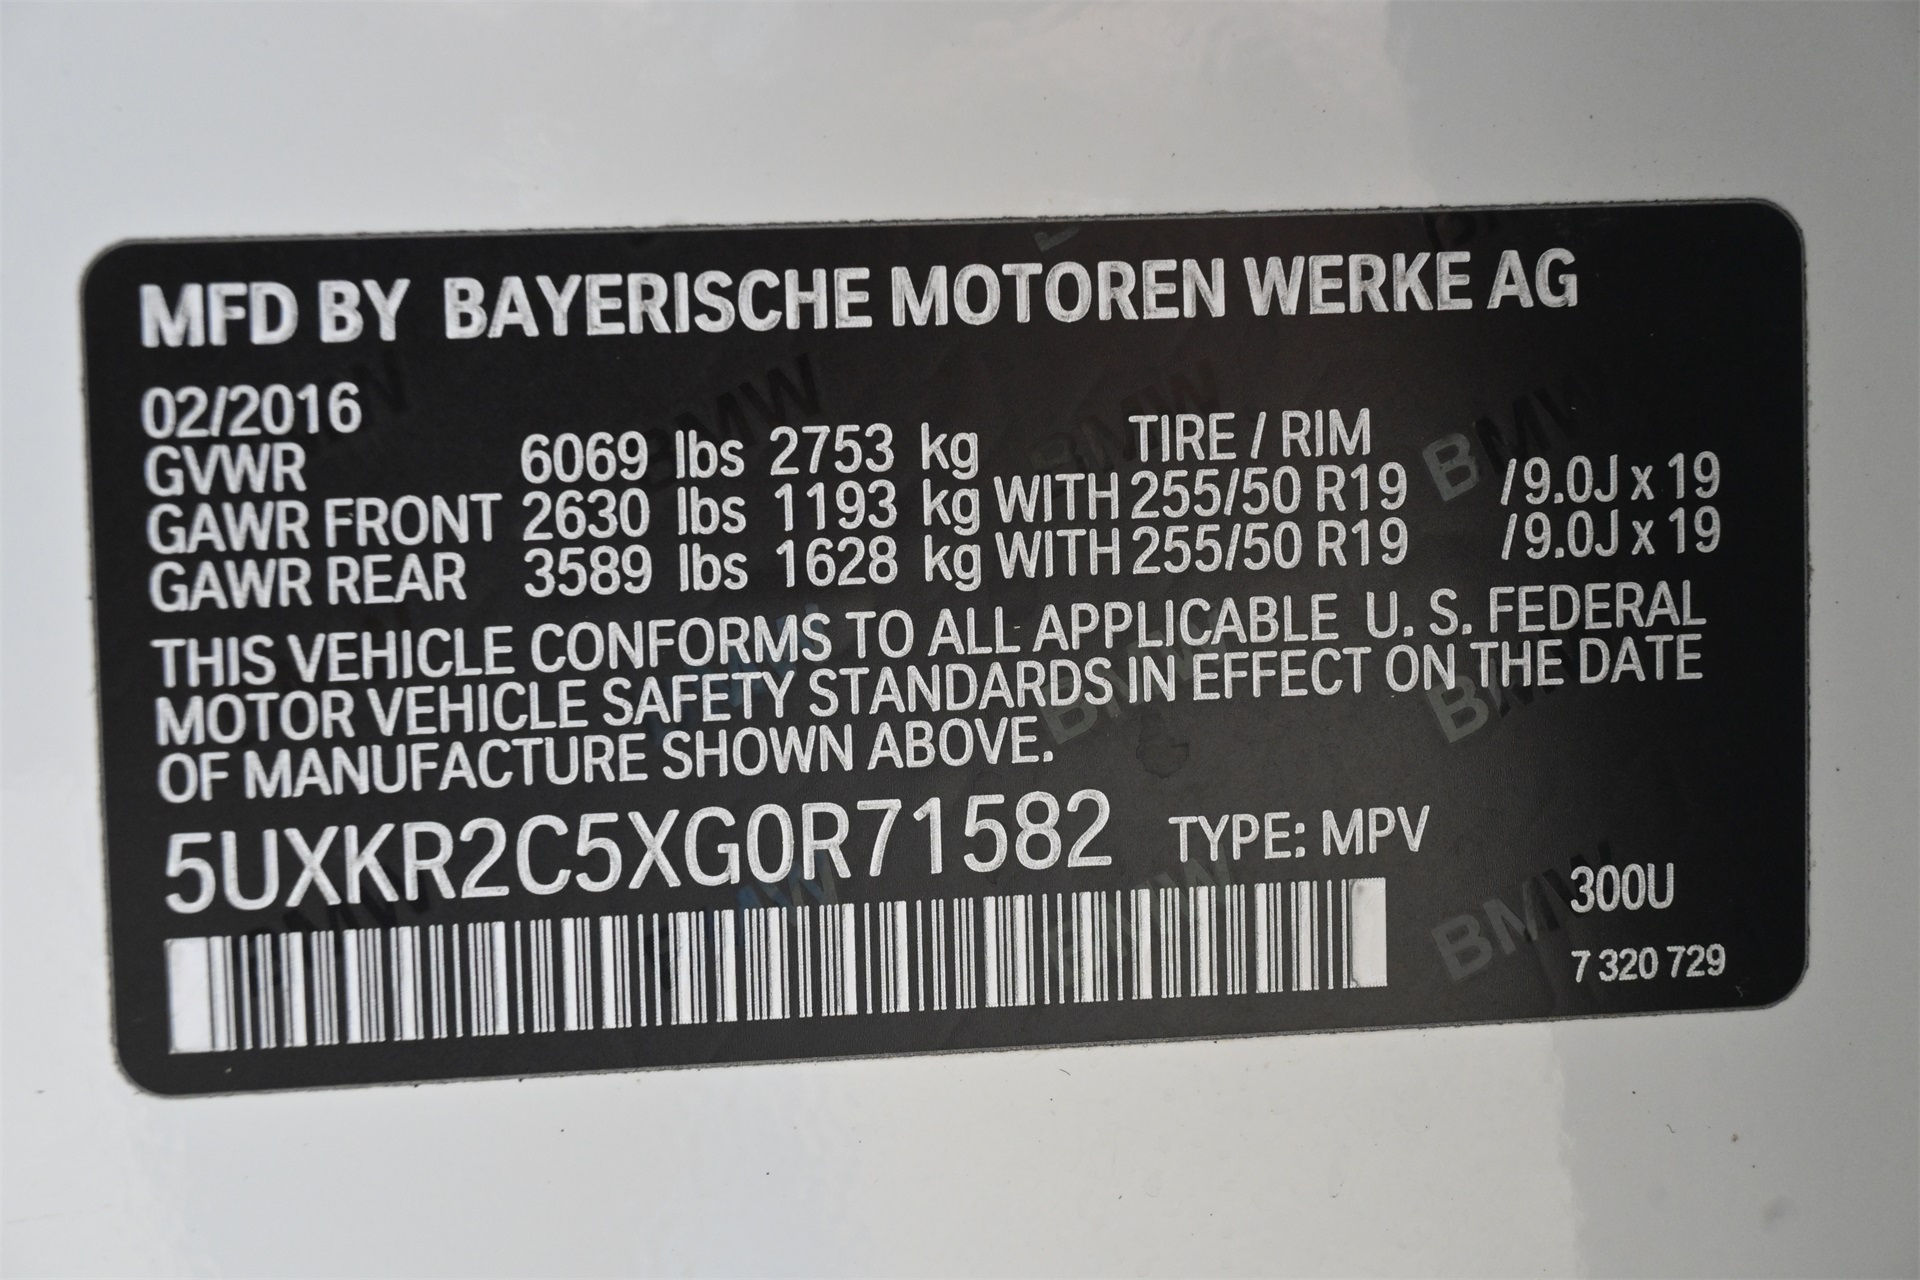 MFD BY BAYERISCHE MOTOREN WERKE AG
02/2016
GVWR 6069 lbs 2753 kg TIRE / RIM
GAWR FRONT 2630 lbs 1193 kg WITH 255/50 R19 /9.0J x 19
GAWR REAR 3589 lbs 1628 kg WITH 255/50 R19 /9.0J x 19
THIS VEHICLE CONFORMS TO ALL APPLICABLE U. S. FEDERAL
MOTOR VEHICLE SAFETY STANDARDS IN EFFECT ON THE DATE
OF MANUFACTURE SHOWN ABOVE.
5UXKR2C5XG0R71582 TYPE: MPV
300U
7 320 729